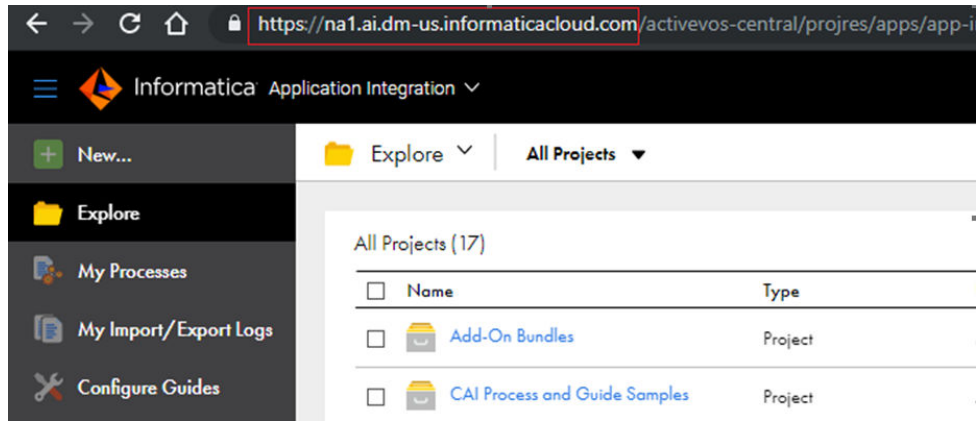 https://na1.ai.dm-us.informaticacloud.com/activevos-central/projres/apps/app-i
Informatica Application Integration
New...
Explore
All Projects
Explore
My Processes
My Import/Export Logs
Configure Guides
All Projects (17)
Name Type
Add-On Bundles Project
CAI Process and Guide Samples Project